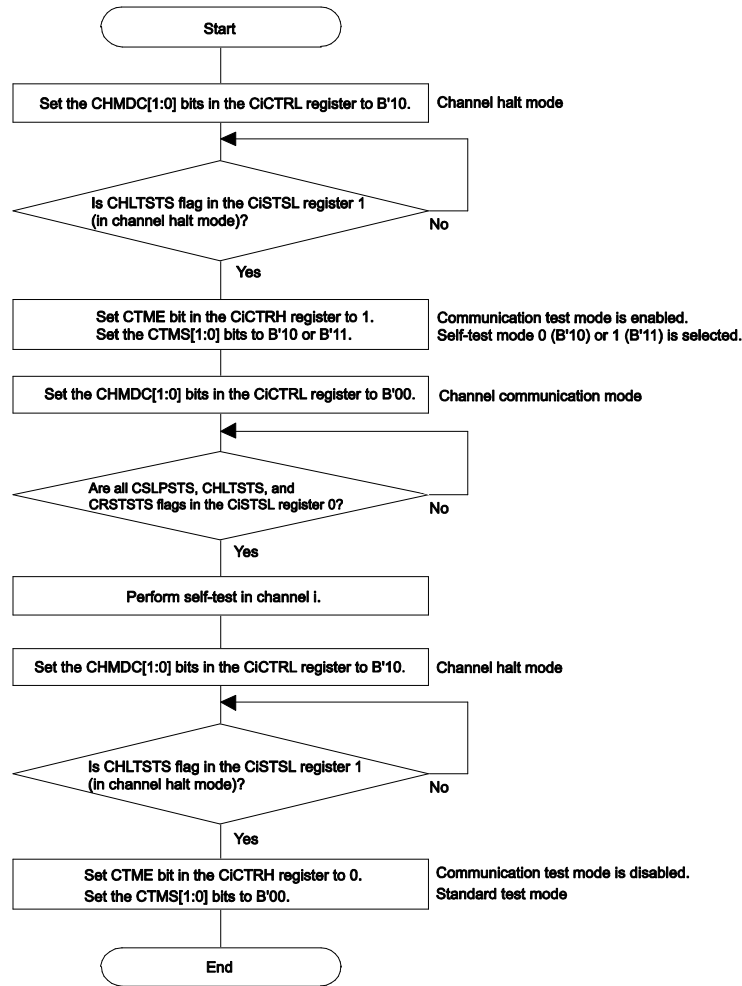 Start
Set the CHMDC[1:0] bits in the CiCTRL register to B'10.
Channel halt mode
Is CHLTSTS flag in the CiSTSL register 1
(in channel halt mode)?
No
Yes
Set CTME bit in the CiCTRH register to 1.
Set the CTMS[1:0] bits to B'10 or B'11.
Communication test mode is enabled.
Self-test mode 0 (B'10) or 1 (B'11) is selected.
Set the CHMDC[1:0] bits in the CiCTRL register to B'00.
Channel communication mode
Are all CSLPSTS, CHLTSTS, and
CRSTSTS flags in the CiSTSL register 0?
No
Yes
Perform self-test in channel i.
Set the CHMDC[1:0] bits in the CiCTRL register to B'10.
Channel halt mode
Is CHLTSTS flag in the CiSTSL register 1
(in channel halt mode)?
No
Yes
Set CTME bit in the CiCTRH register to 0.
Set the CTMS[1:0] bits to B'00.
Communication test mode is disabled.
Standard test mode
End